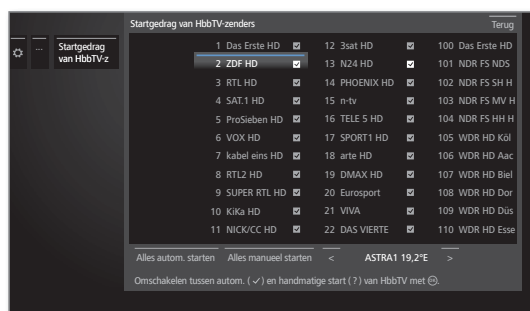 Startgedrag van HbbTV-zenders
Terug
...
Startgedrag
van HbbTV-z
1 Das Erste HD
2 ZDF HD
3 RTL HD
4 SAT.1 HD
5 ProSieben HD
6 VOX HD
7 kabel eins HD
8 RTL2 HD
9 SUPER RTL HD
10 KiKa HD
11 NICK/CC HD
12 3sat HD
13 N24 HD
14 PHOENIX HD
15 n-tv
16 TELE 5 HD
17 SPORT1 HD
18 arte HD
19 DMAX HD
20 Eurosport
21 VIVA
22 DAS VIERTE
100 Das Erste HD
101 NDR FS NDS
102 NDR FS SH H
103 NDR FS MV H
104 NDR FS HH H
105 WDR HD Köl
106 WDR HD Aac
107 WDR HD Biel
108 WDR HD Dor
109 WDR HD Düs
110 WDR HD Esse
Alles autom. starten Alles manueel starten < ASTRA1 19,2°E >
Omschakelen tussen autom. (✓) en handmatige start (?) van HbbTV met OK.